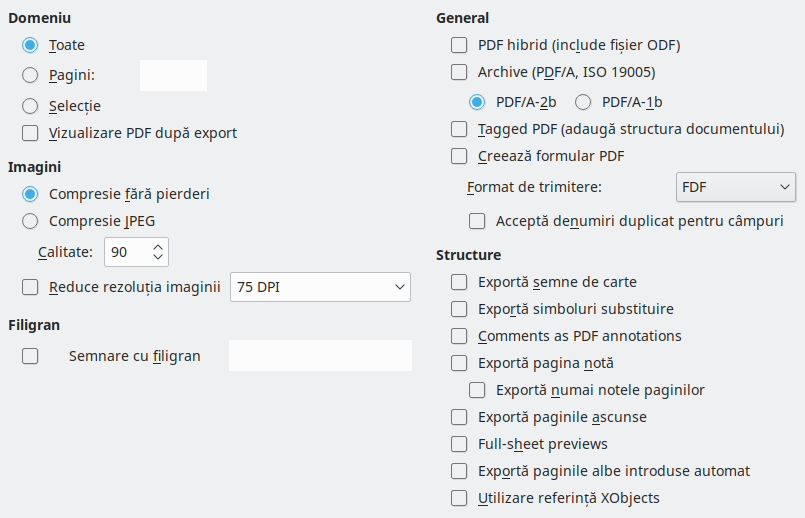 Domeniu
Toate
Pagini:
Selecție
Vizualizare PDF după export
Imagini
Compresie fără pierderi
Compresie JPEG
Calitate: 90
Reduce rezoluția imaginii 75 DPI
Filigran
Semnare cu filigran
General
PDF hibrid (include fișier ODF)
Archive (PDF/A, ISO 19005)
PDF/A-2b PDF/A-1b
Tagged PDF (adaugă structura documentului)
Creează formular PDF
Format de trimitere: FDF
Acceptă denumiri duplicat pentru câmpuri
Structure
Exportă semne de carte
Exportă simboluri substituire
Comments as PDF annotations
Exportă pagina notă
Exportă numai notele paginilor
Exportă paginile ascunse
Full-sheet previews
Exportă paginile albe introduse automat
Utilizare referință XObjects